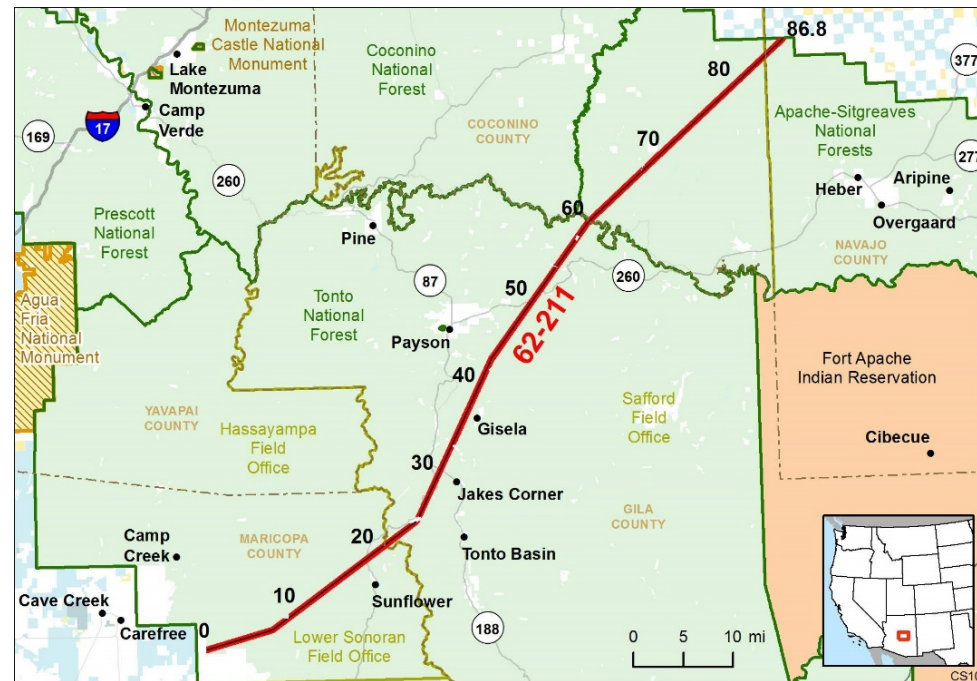 Montezuma
Castle National
Monument
Lake
Montezuma
Camp
Verde
17
169
260
Coconino
National
Forest
COCONINO
COUNTY
86.8
80
70
60
377
Apache-Sitgreaves
National
Forests
277
Heber
Aripine
Overgaard
NAVAJO
COUNTY
Prescott
National
Forest
Pine
87
260
50
62-211
Agua
Fria
National
Monument
Tonto
National
Forest
Payson
40
Fort Apache
Indian Reservation
YAVAPAI
COUNTY
Hassayampa
Field
Office
Gisela
Safford
Field
Office
Cibecue
30
Jakes Corner
GILA
COUNTY
Camp
Creek
MARICOPA
COUNTY
20
Tonto Basin
Cave Creek
Carefree
10
Sunflower
0
Lower Sonoran
Field Office
188
0 5 10 mi